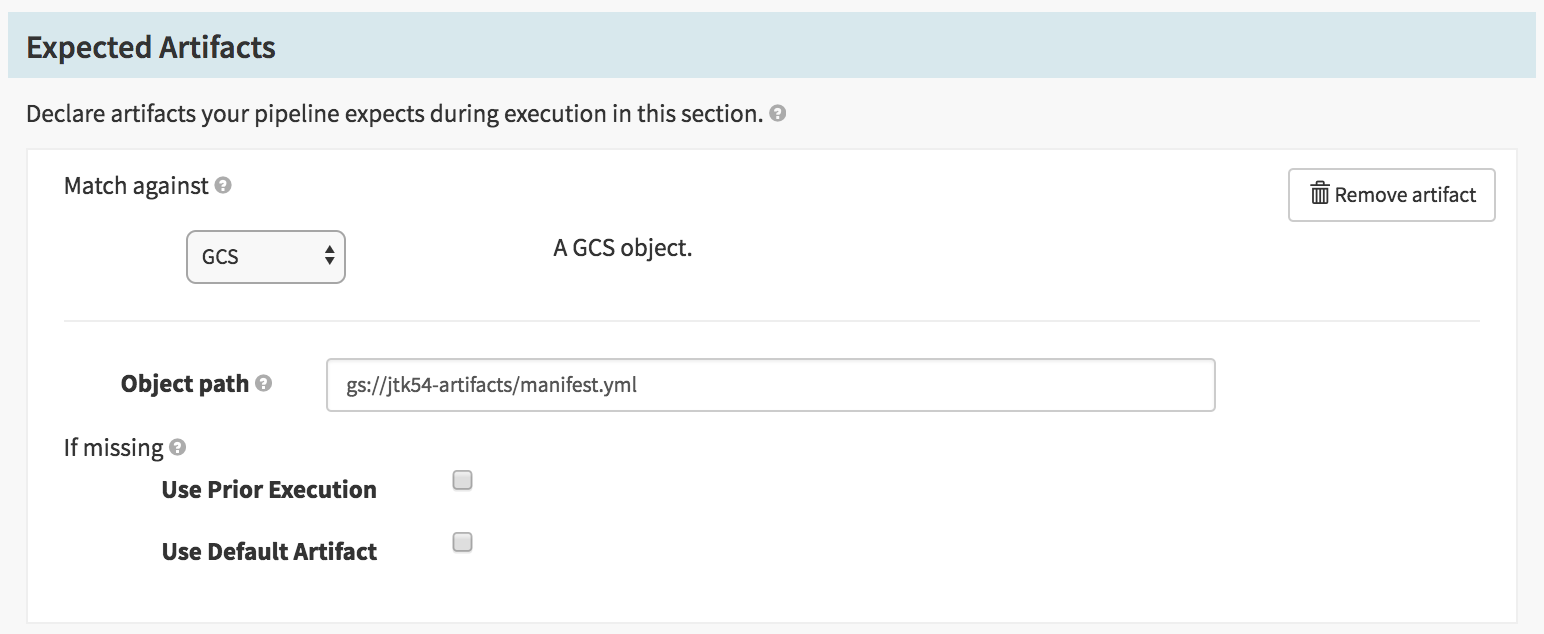 Expected Artifacts
Declare artifacts your pipeline expects during execution in this section. ?
Match against ?
Remove artifact
GCS
A GCS object.
Object path ?
gs://jtk54-artifacts/manifest.yml
If missing ?
Use Prior Execution
Use Default Artifact